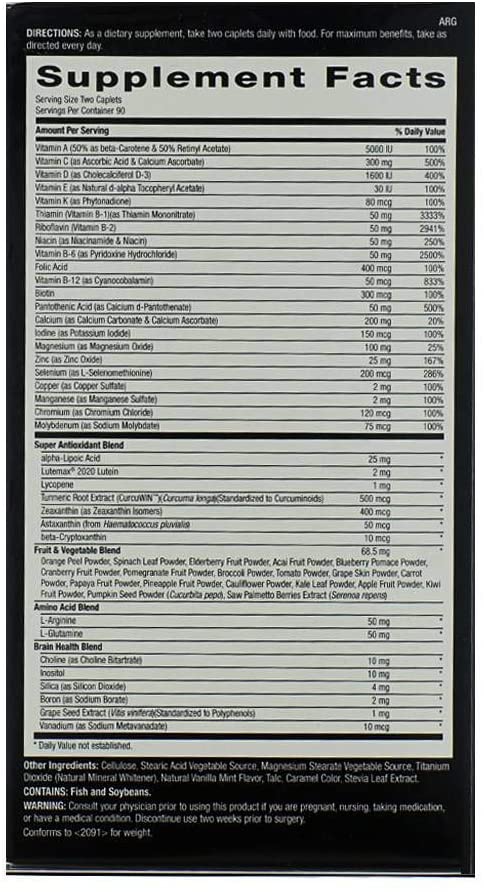 ARG
DIRECTIONS: As a dietary supplement, take two caplets daily with food. For maximum benefits, take as
directed every day.
Supplement Facts
Serving Size Two Caplets
Servings Per Container 90
Amount Per Serving % Daily Value
Vitamin A (50% as beta-Carotene & 50% Retinyl Acetate) 5000 IU 100%
Vitamin C (as Ascorbic Acid & Calcium Ascorbate) 300 mg 500%
Vitamin D (as Cholecalciferol D-3) 1600 IU 400%
Vitamin E (as Natural d-alpha Tocopheryl Acetate) 30 IU 100%
Vitamin K (as Phytonadione) 80 mcg 100%
Thiamin (Vitamin B-1)(as Thiamin Mononitrate) 50 mg 3333%
Riboflavin (Vitamin B-2) 50 mg 2941%
Niacin (as Niacinamide & Niacin) 50 mg 250%
Vitamin B-6 (as Pyridoxine Hydrochloride) 50 mg 2500%
Folic Acid 400 mcg 100%
Vitamin B-12 (as Cyanocobalamin) 50 mcg 833%
Biotin 300 mcg 100%
Pantothenic Acid (as Calcium d-Pantothenate) 50 mg 500%
Calcium (as Calcium Carbonate & Calcium Ascorbate) 200 mg 20%
Iodine (as Potassium Iodide) 150 mcg 100%
Magnesium (as Magnesium Oxide) 100 mg 25%
Zinc (as Zinc Oxide) 25 mg 167%
Selenium (as L-Selenomethionine) 200 mcg 286%
Copper (as Copper Sulfate) 2 mg 100%
Manganese (as Manganese Sulfate) 2 mg 100%
Chromium (as Chromium Chloride) 120 mcg 100%
Molybdenum (as Sodium Molybdate) 75 mcg 100%
Super Antioxidant Blend
alpha-Lipoic Acid 25 mg *
Lutemax® 2020 Lutein 2 mg *
Lycopene 1 mg *
Turmeric Root Extract (CurcuWIN™)(Curcuma longa)(Standardized to Curcuminoids) 500 mcg *
Zeaxanthin (as Zeaxanthin Isomers) 400 mcg *
Astaxanthin (from Haematococcus pluvialis) 50 mcg *
beta-Cryptoxanthin 10 mcg *
Fruit & Vegetable Blend 68.5 mg *
Orange Peel Powder, Spinach Leaf Powder, Elderberry Fruit Powder, Acai Fruit Powder, Blueberry Pomace Powder,
Cranberry Fruit Powder, Pomegranate Fruit Powder, Broccoli Powder, Tomato Powder, Grape Skin Powder, Carrot
Powder, Papaya Fruit Powder, Pineapple Fruit Powder, Cauliflower Powder, Kale Leaf Powder, Apple Fruit Powder, Kiwi
Fruit Powder, Pumpkin Seed Powder (Cucurbita pepo), Saw Palmetto Berries Extract (Serenoa repens)
Amino Acid Blend
L-Arginine 50 mg *
L-Glutamine 50 mg *
Brain Health Blend
Choline (as Choline Bitartrate) 10 mg *
Inositol 10 mg *
Silica (as Silicon Dioxide) 4 mg *
Boron (as Sodium Borate) 2 mg *
Grape Seed Extract (Vitis vinifera)(Standardized to Polyphenols) 1 mg *
Vanadium (as Sodium Metavanadate) 10 mcg *
* Daily Value not established.
Other Ingredients: Cellulose, Stearic Acid Vegetable Source, Magnesium Stearate Vegetable Source, Titanium
Dioxide (Natural Mineral Whitener), Natural Vanilla Mint Flavor, Talc, Caramel Color, Stevia Leaf Extract.
CONTAINS: Fish and Soybeans.
WARNING: Consult your physician prior to using this product if you are pregnant, nursing, taking medication,
or have a medical condition. Discontinue use two weeks prior to surgery.
Conforms to <2091> for weight.